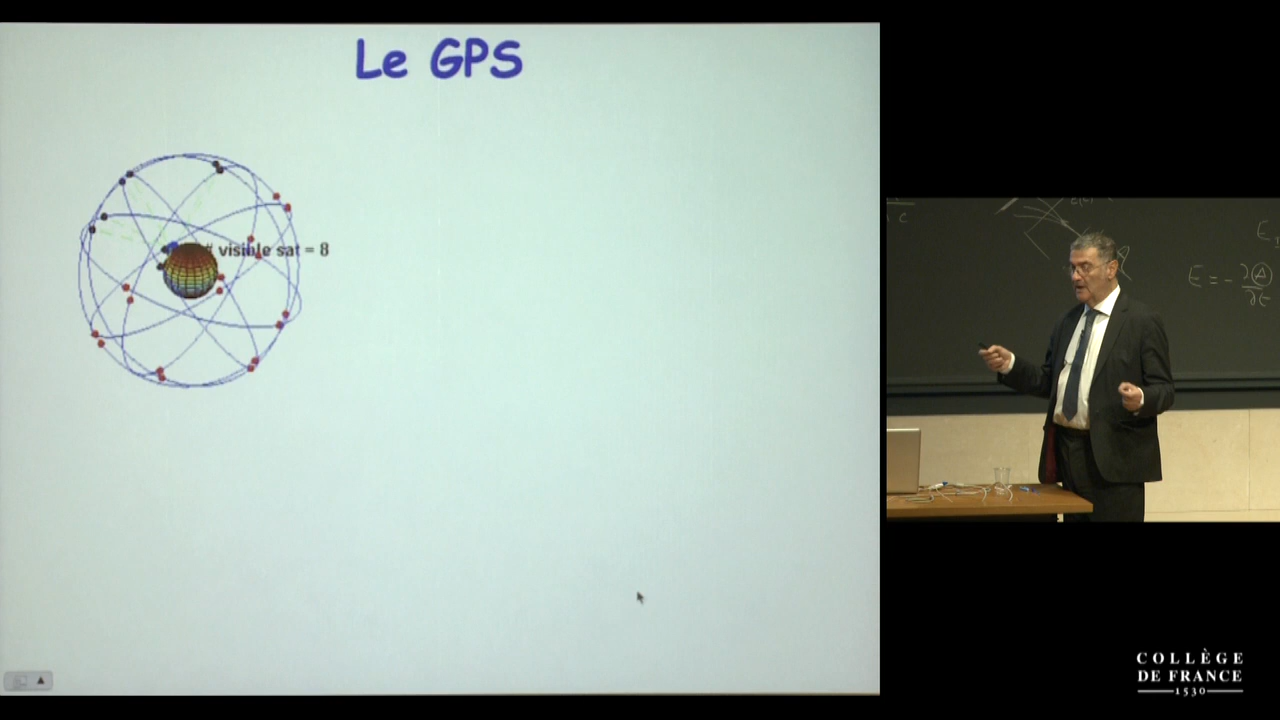 Le GPS
# visible sat = 8
E = -
COLLÈGE
DE FRANCE
1530